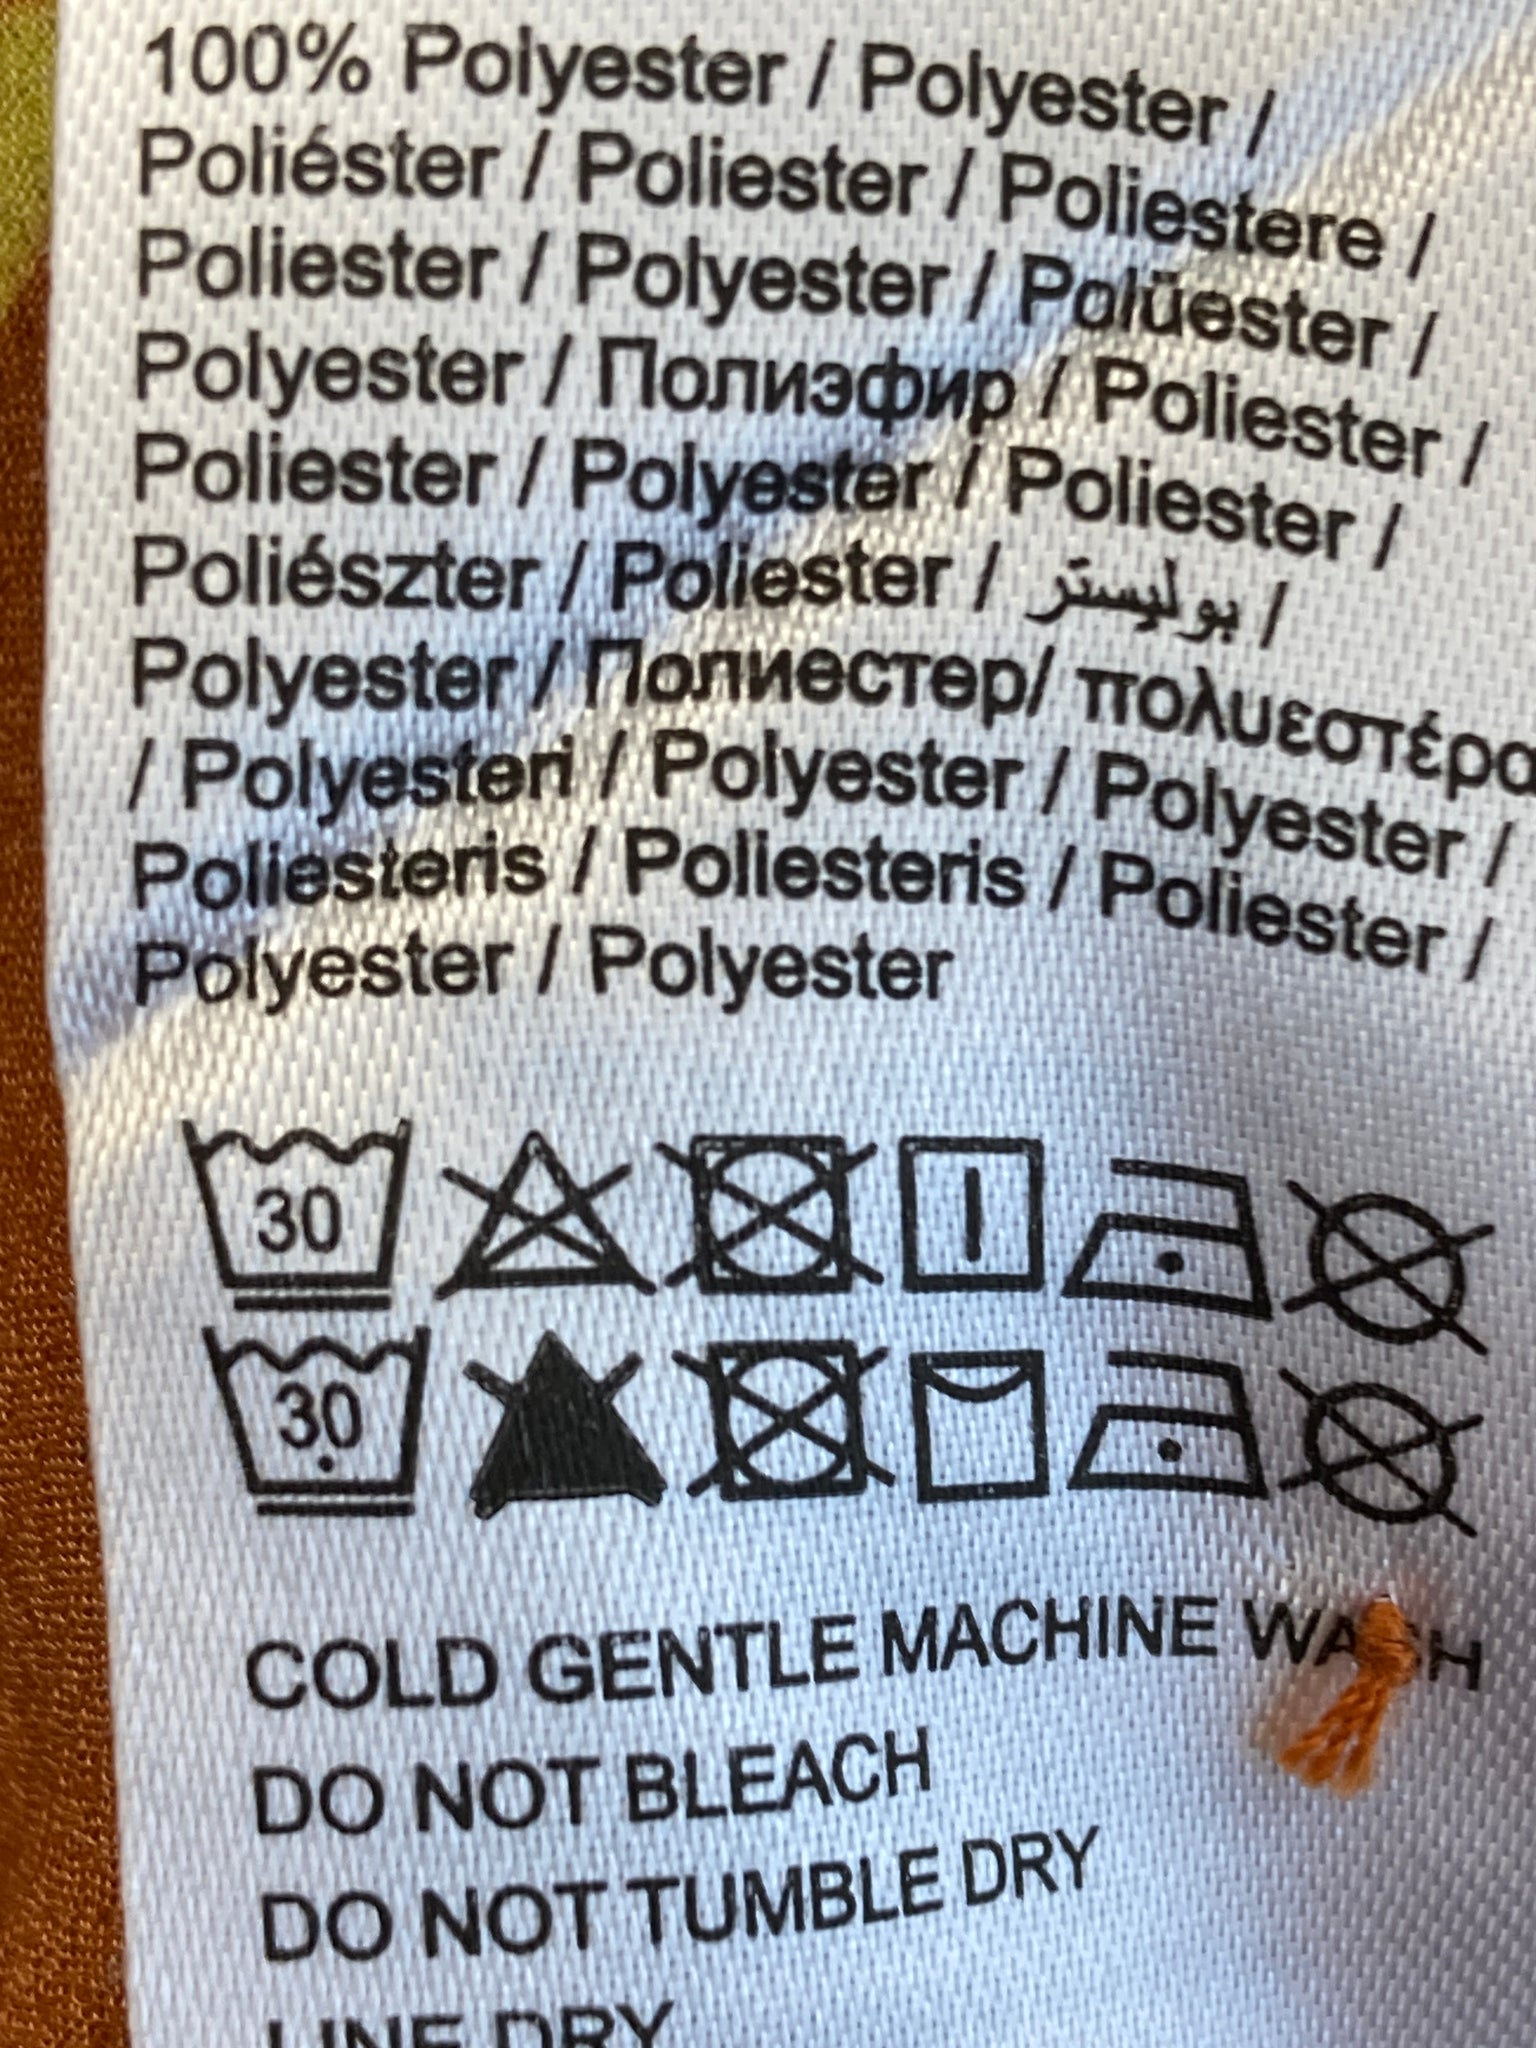 100% Polyester / Polyester /
Poliéster / Poliester / Poliestere /
Poliester / Polyester / Polüester /
Polyester / Полиэфир / Poliester /
Poliester / Polyester / Poliester /
Poliészter / Poliester / بوليستر /
Polyester / Полиестер/ πολυεστέρα
/ Polyesteri / Polyester / Polyester /
Poliesteris / Poliesteris / Poliester /
Polyester / Polyester
30
30
COLD GENTLE MACHINE WASH
DO NOT BLEACH
DO NOT TUMBLE DRY
LINE DRY